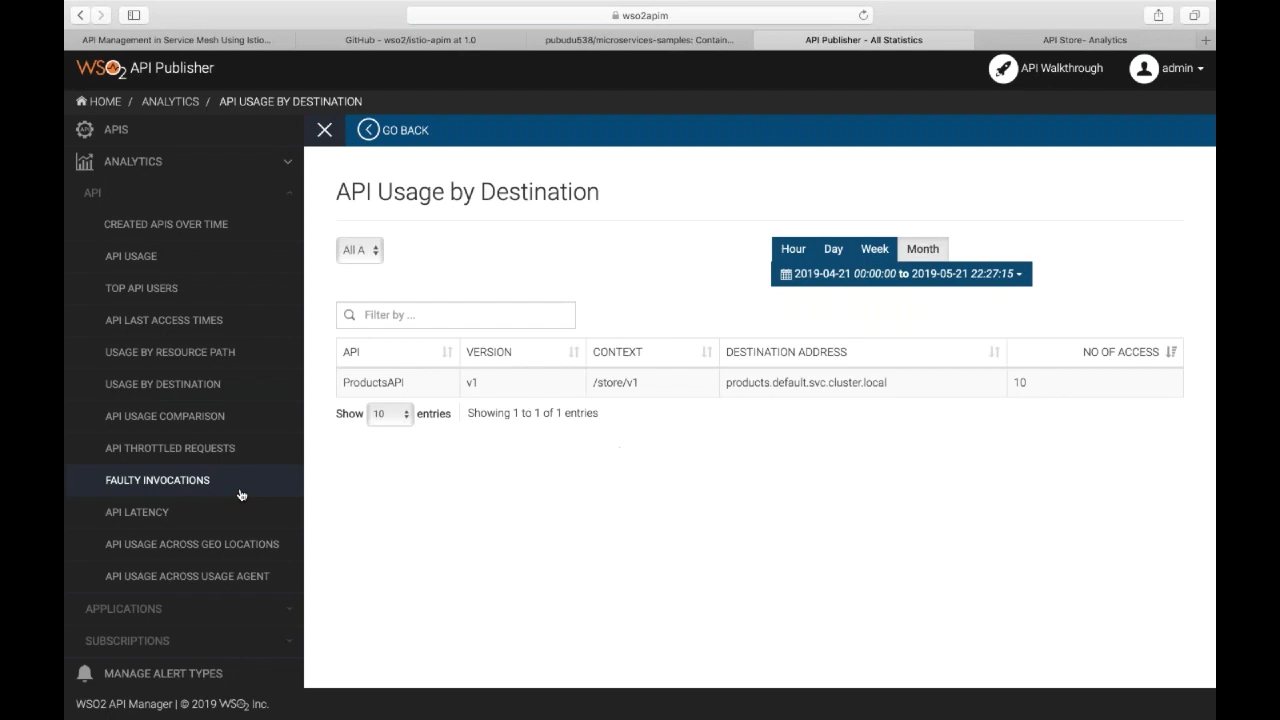 wso2apim
API Management in Service Mesh Using Istio...
GitHub - wso2/istio-apim at 1.0
pubudu538/microservices-samples: Contain...
API Publisher - All Statistics
API Store- Analytics
WSO2 API Publisher
API Walkthrough
admin
HOME / ANALYTICS / API USAGE BY DESTINATION
APIS
GO BACK
ANALYTICS
API
CREATED APIS OVER TIME
API USAGE
TOP API USERS
API LAST ACCESS TIMES
USAGE BY RESOURCE PATH
USAGE BY DESTINATION
API USAGE COMPARISON
API THROTTLED REQUESTS
FAULTY INVOCATIONS
API LATENCY
API USAGE ACROSS GEO LOCATIONS
API USAGE ACROSS USAGE AGENT
APPLICATIONS
SUBSCRIPTIONS
MANAGE ALERT TYPES
API Usage by Destination
All A
Hour Day Week Month
2019-04-21 00:00:00 to 2019-05-21 22:27:15
Filter by ...
API VERSION CONTEXT DESTINATION ADDRESS NO OF ACCESS
ProductsAPI v1 /store/v1 products.default.svc.cluster.local 10
Show 10 entries Showing 1 to 1 of 1 entries
WSO2 API Manager | © 2019 WSO2 Inc.